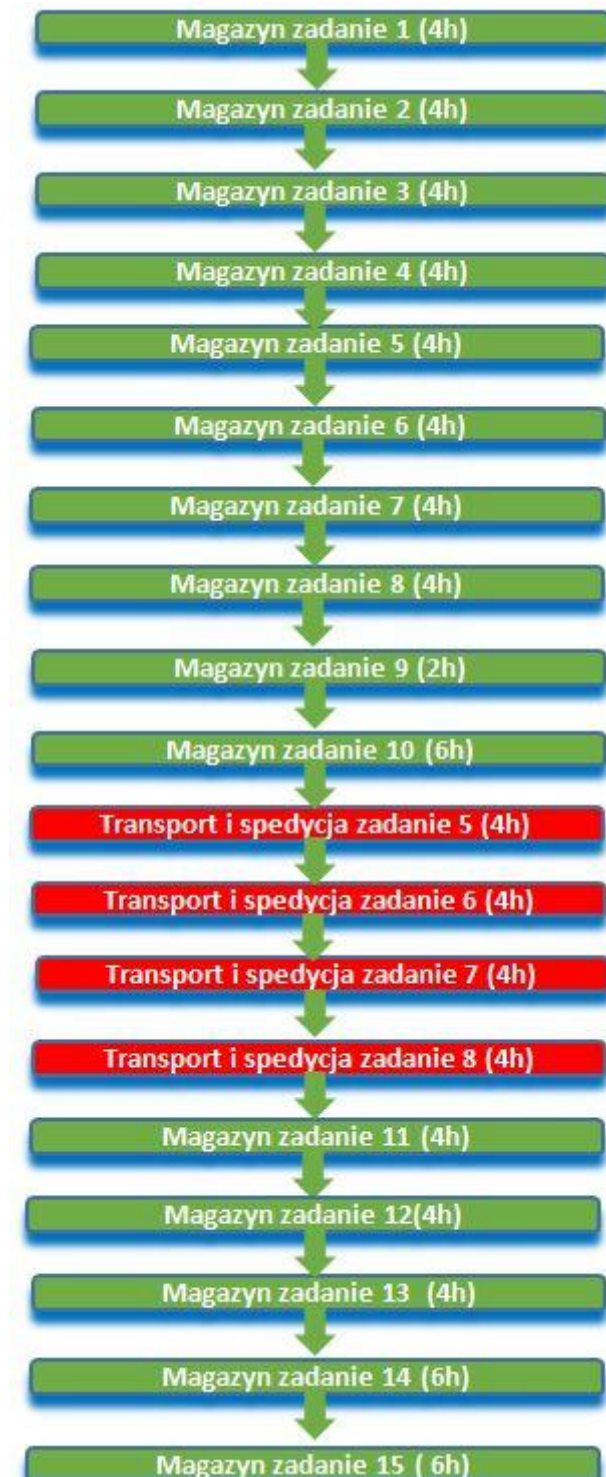 Magazyn zadanie 1 (4h)
Magazyn zadanie 2 (4h)
Magazyn zadanie 3 (4h)
Magazyn zadanie 4 (4h)
Magazyn zadanie 5 (4h)
Magazyn zadanie 6 (4h)
Magazyn zadanie 7 (4h)
Magazyn zadanie 8 (4h)
Magazyn zadanie 9 (2h)
Magazyn zadanie 10 (6h)
Transport i spedycja zadanie 5 (4h)
Transport i spedycja zadanie 6 (4h)
Transport i spedycja zadanie 7 (4h)
Transport i spedycja zadanie 8 (4h)
Magazyn zadanie 11 (4h)
Magazyn zadanie 12(4h)
Magazyn zadanie 13 (4h)
Magazyn zadanie 14 (6h)
Magazyn zadanie 15 ( 6h)